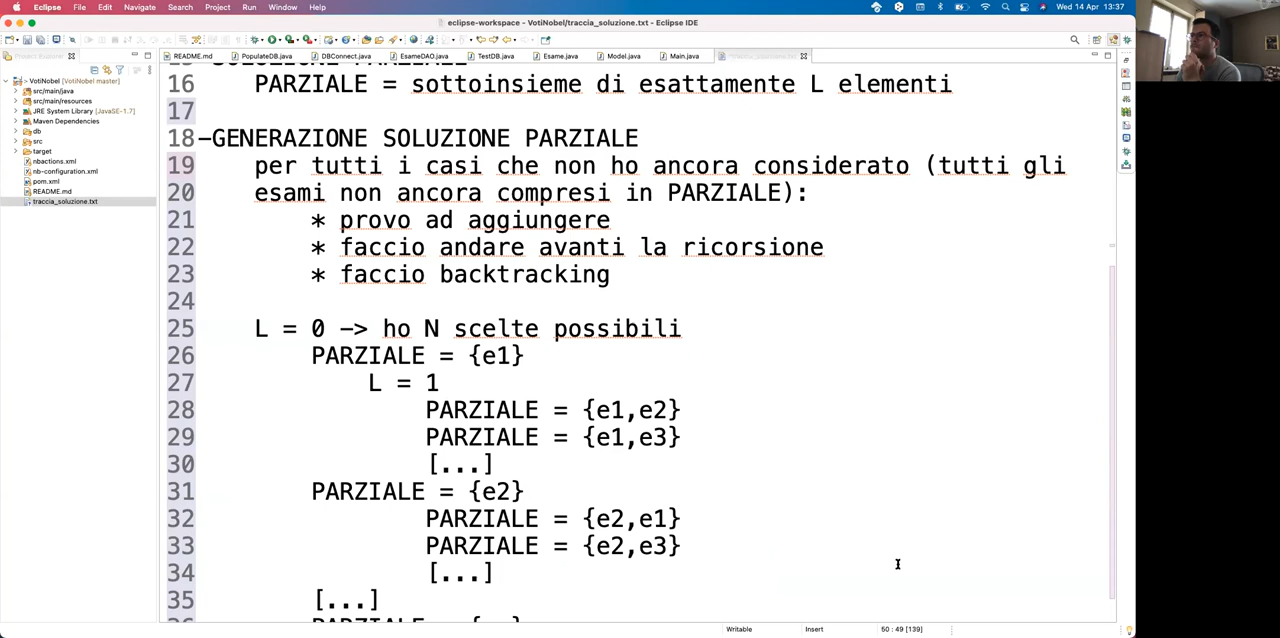 Eclipse File Edit Navigate Search Project Run Window Help Wed 14 Apr 13:37
eclipse-workspace - VotiNobel/traccia_soluzione.txt - Eclipse IDE
README.md PopulateDB.java DBConnect.java EsameDAO.java TestDB.java Esame.java Model.java Main.java traccia_soluzione.txt
VotiNobel [VotiNobel master]
src/main/java
src/main/resources
JRE System Library [JavaSE-1.7]
Maven Dependencies
db
src
target
nbactions.xml
nb-configuration.xml
pom.xml
README.md
traccia_soluzione.txt
16 PARZIALE = sottoinsieme di esattamente L elementi
17
18 -GENERAZIONE SOLUZIONE PARZIALE
19 per tutti i casi che non ho ancora considerato (tutti gli
20 esami non ancora compresi in PARZIALE):
21 * provo ad aggiungere
22 * faccio andare avanti la ricorsione
23 * faccio backtracking
24
25 L = 0 -> ho N scelte possibili
26 PARZIALE = {e1}
27 L = 1
28 PARZIALE = {e1,e2}
29 PARZIALE = {e1,e3}
30 [...]
31 PARZIALE = {e2}
32 PARZIALE = {e2,e1}
33 PARZIALE = {e2,e3}
34 [...]
35 [...]
Writable Insert 50 : 49 [139]